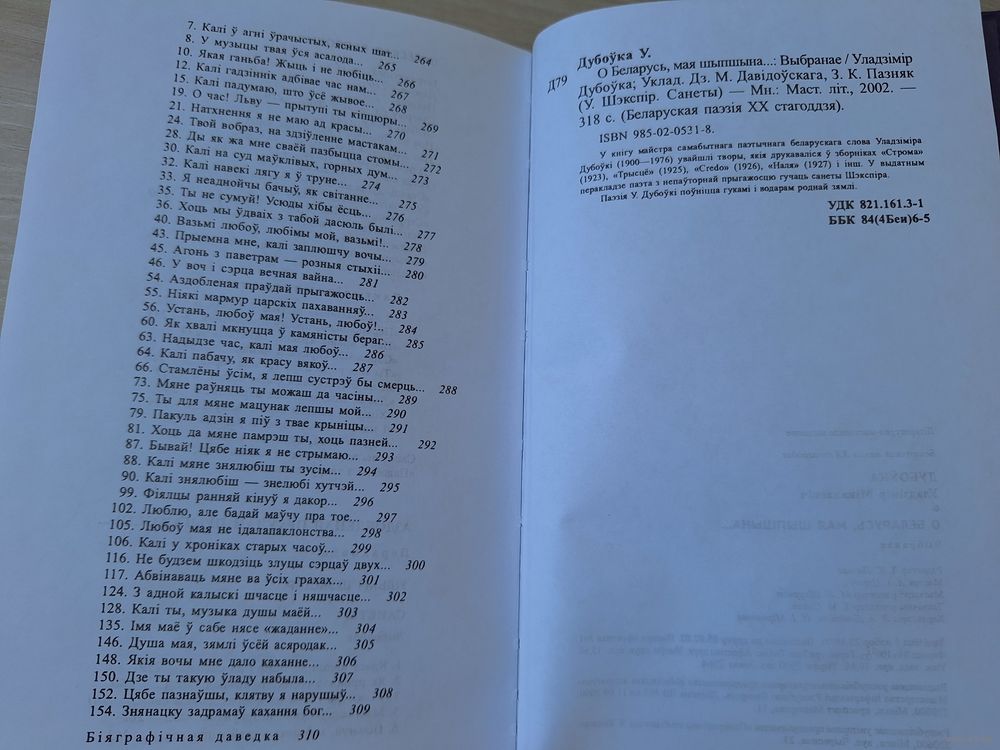 7. Калі ў агні ўрачыстых, ясных шат... 264
8. У музыцы твая ўся асалода... 265
10. Якая ганьба! Жыць і не любіць... 266
12. Калі гадзіннік адбівае час нам... 267
15. Калі падумаю, што ўсё жывое... 268
19. О час! Льву — прытупі ты кіпцюры... 269
21. Натхнення я не маю ад красы... 270
24. Твой вобраз, на здзіўленне мастакам... 271
28. Ды як жа мне сваёй пазбыцца стомы... 272
30. Калі на суд маўклівых, горных дум... 273
32. Калі навекі лягу я ў труне... 274
33. Я неаднойчы бачыў, як світанне... 275
35. Ты не сумуй! Усюды хібы ёсць... 276
36. Хоць мы ўдваіх з табой дасюль былі... 277
40. Вазьмі любоў, любімы мой, вазьмі!.. 278
43. Прыемна мне, калі заплюшчу вочы... 279
45. Агонь з паветрам — розныя стыхіі... 280
46. У воч і сэрца вечная вайна... 281
54. Аздобленая праўдай прыгажосць... 282
55. Ніякі мармур царскіх пахаванняў... 283
56. Устань, любоў мая! Устань, любоў!.. 284
60. Як хвалі мкнуцца ў камяністы бераг... 285
63. Надыдзе час, калі мая любоў... 286
64. Калі пабачу, як красу вякоў... 287
66. Стамлёны ўсім, я лепш сустрэў бы смерць... 288
73. Мяне раўняць ты можаш да часіны... 289
75. Ты для мяне мацунак лепшы мой... 290
79. Пакуль адзін я піў з твае крыніцы... 291
81. Хоць да мяне памрэш ты, хоць пазней... 292
87. Бывай! Цябе ніяк я не стрымаю... 293
88. Калі мяне знялюбіш ты зусім... 294
90. Калі знялюбіш — знелюбі хутчэй... 295
99. Фіялцы ранняй кінуў я дакор... 296
102. Люблю, але бадай маўчу пра тое... 297
105. Любоў мая не ідалапаклонства... 298
106. Калі у хроніках старых часоў... 299
116. Не будзем шкодзіць злуцы сэрцаў двух... 300
117. Абвінаваць мяне ва ўсіх грахах... 301
124. З адной калыскі шчасце і няшчасце... 302
128. Калі ты, музыка душы маёй... 303
135. Імя маё ў сабе нясе «жаданне»... 304
146. Душа мая, зямлі ўсёй асяродак... 305
148. Якія вочы мне дало каханне... 306
150. Дзе ты такую ўладу набыла... 307
152. Цябе пазнаўшы, клятву я нарушыў... 308
154. Знянацку задрамаў кахання бог... 309
Біяграфічная даведка 310
Дубоўка У.
Д79 О Беларусь, мая шыпшына...: Выбранае / Уладзімір
Дубоўка; Уклад. Дз. М. Давідоўскага, З. К. Пазняк
(У. Шэкспір. Санеты) — Мн.: Маст. літ., 2002. —
318 с. (Беларуская паэзія XX стагоддзя).
ISBN 985-02-0531-8.
У кнігу майстра самабытнага паэтычнага беларускага слова Уладзіміра
Дубоўкі (1900—1976) увайшлі творы, якія друкаваліся ў зборніках «Строма»
(1923), «Трысцё» (1925), «Credo» (1926), «Наля» (1927) і інш. У выдатным
перакладзе паэта з непаўторнай прыгажосцю гучаць санеты Шэкспіра.
Паэзія У. Дубоўкі поўніцца гукамі і водарам роднай зямлі.
УДК 821.161.3-1
ББК 84(4Беи)6-5